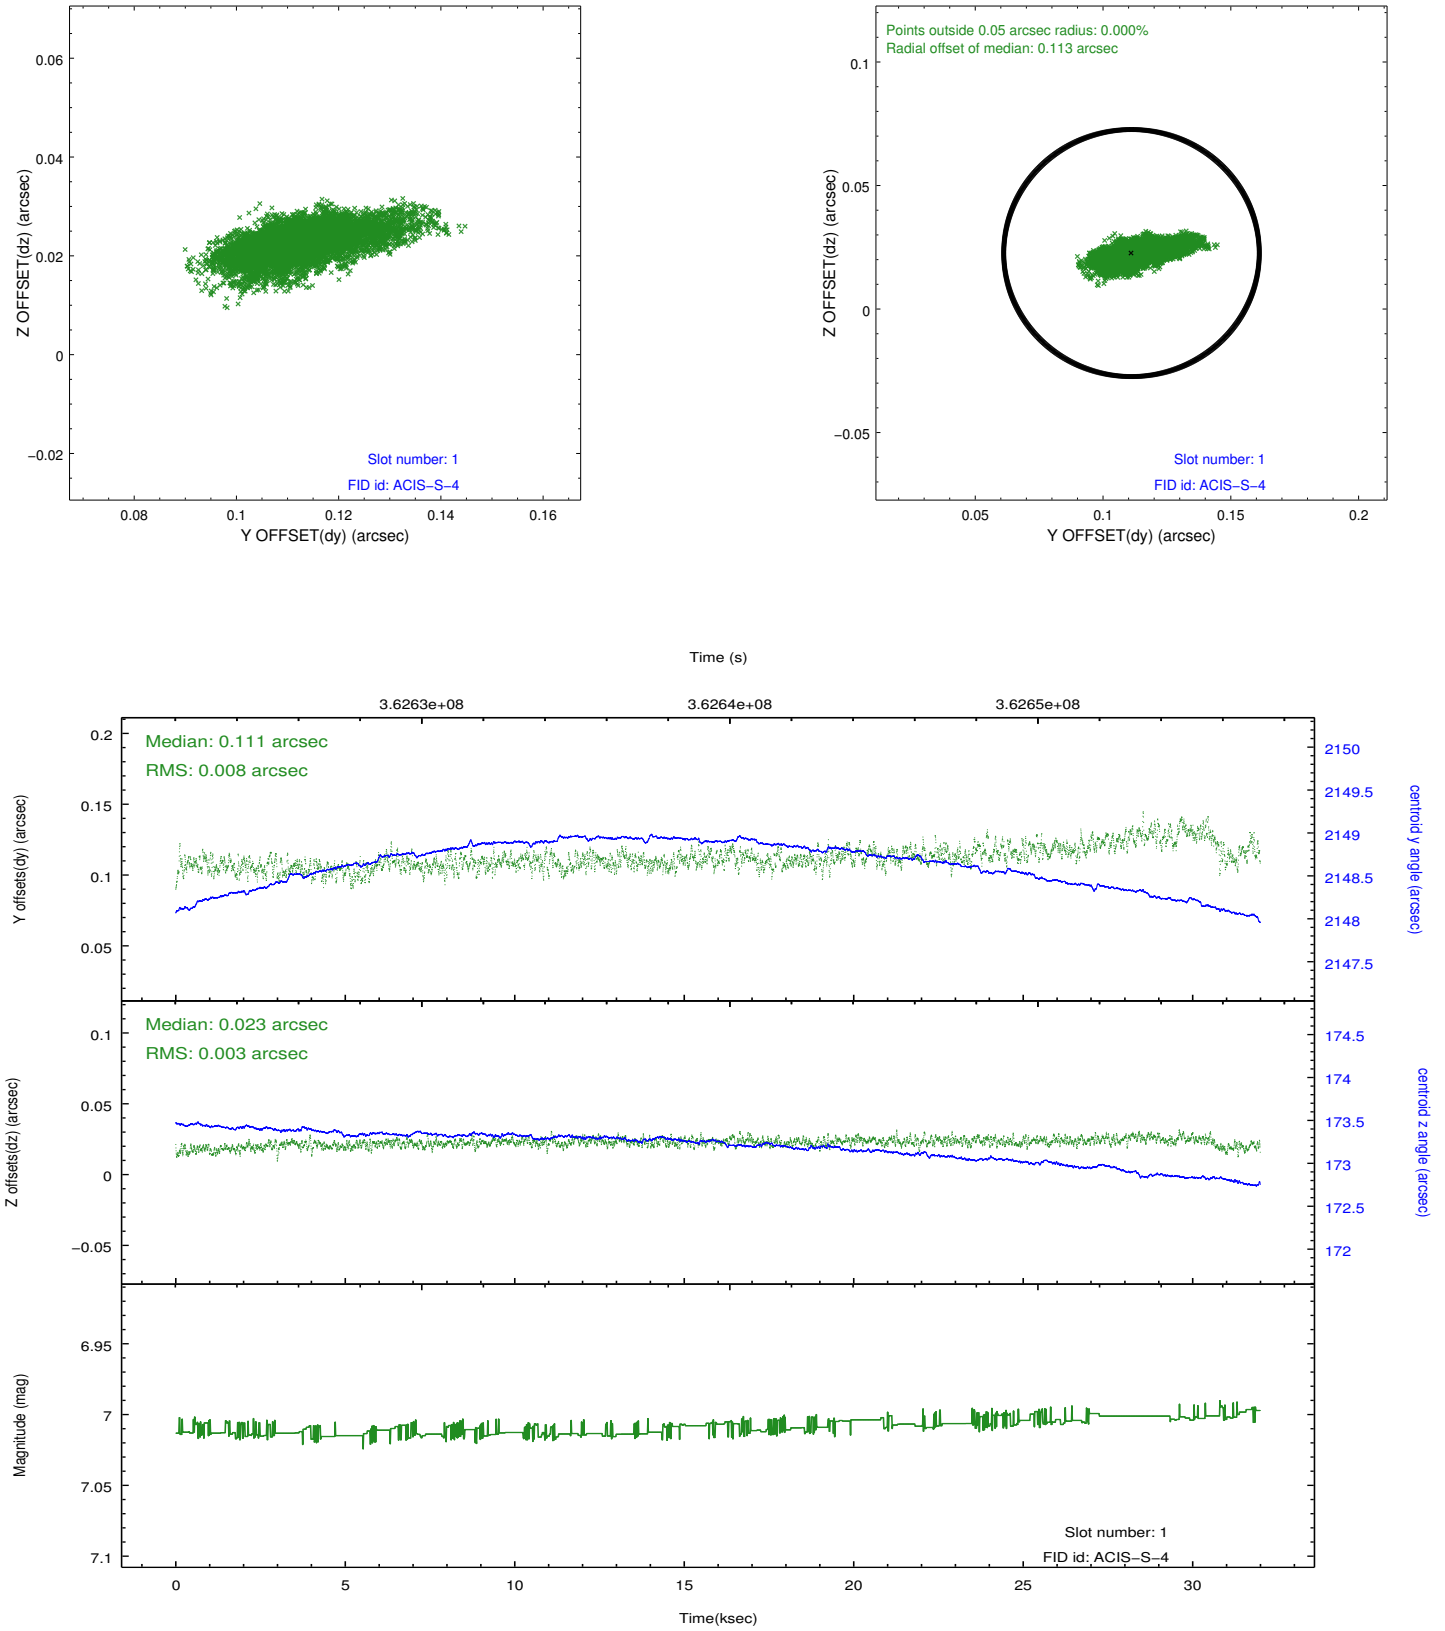 0.06
0.04
0.02
0
−0.02
Z OFFSET(dz) (arcsec)
Slot number: 1
FID id: ACIS−S−4
0.08
0.1
0.12
0.14
0.16
Y OFFSET(dy) (arcsec)
Points outside 0.05 arcsec radius: 0.000%
Radial offset of median: 0.113 arcsec
0.1
0.05
0
−0.05
Z OFFSET(dz) (arcsec)
Slot number: 1
FID id: ACIS−S−4
0.05
0.1
0.15
0.2
Y OFFSET(dy) (arcsec)
Time (s)
3.6263e+08
3.6264e+08
3.6265e+08
Median: 0.111 arcsec
RMS: 0.008 arcsec
0.2
0.15
0.1
0.05
Y offsets(dy) (arcsec)
2150
2149.5
2149
2148.5
2148
2147.5
centroid y angle (arcsec)
Median: 0.023 arcsec
RMS: 0.003 arcsec
0.1
0.05
0
−0.05
Z offsets(dz) (arcsec)
174.5
174
173.5
173
172.5
172
centroid z angle (arcsec)
6.95
7
7.05
7.1
Magnitude (mag)
Slot number: 1
FID id: ACIS−S−4
0
5
10
15
20
25
30
Time(ksec)